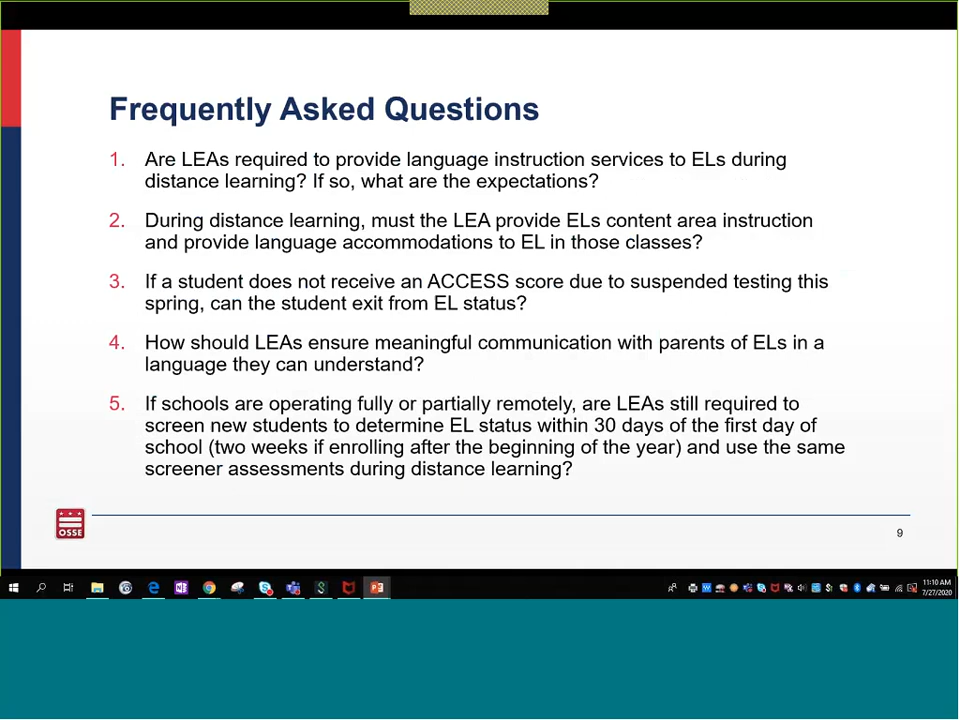 Frequently Asked Questions
1. Are LEAs required to provide language instruction services to ELs during
distance learning? If so, what are the expectations?
2. During distance learning, must the LEA provide ELs content area instruction
and provide language accommodations to EL in those classes?
3. If a student does not receive an ACCESS score due to suspended testing this
spring, can the student exit from EL status?
4. How should LEAs ensure meaningful communication with parents of ELs in a
language they can understand?
5. If schools are operating fully or partially remotely, are LEAs still required to
screen new students to determine EL status within 30 days of the first day of
school (two weeks if enrolling after the beginning of the year) and use the same
screener assessments during distance learning?
OSSE
9
11:10 AM
7/27/2020